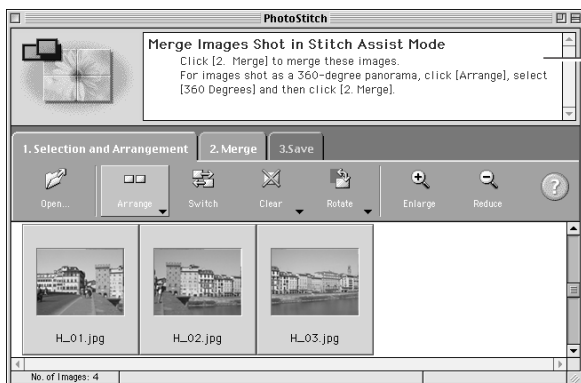 PhotoStitch
Merge Images Shot in Stitch Assist Mode
Click [2. Merge] to merge these images.
For images shot as a 360-degree panorama, click [Arrange], select
[360 Degrees] and then click [2. Merge].
1. Selection and Arrangement 2. Merge 3.Save
Open... Arrange Switch Clear Rotate Enlarge Reduce ?
H_01.jpg H_02.jpg H_03.jpg
No. of Images: 4